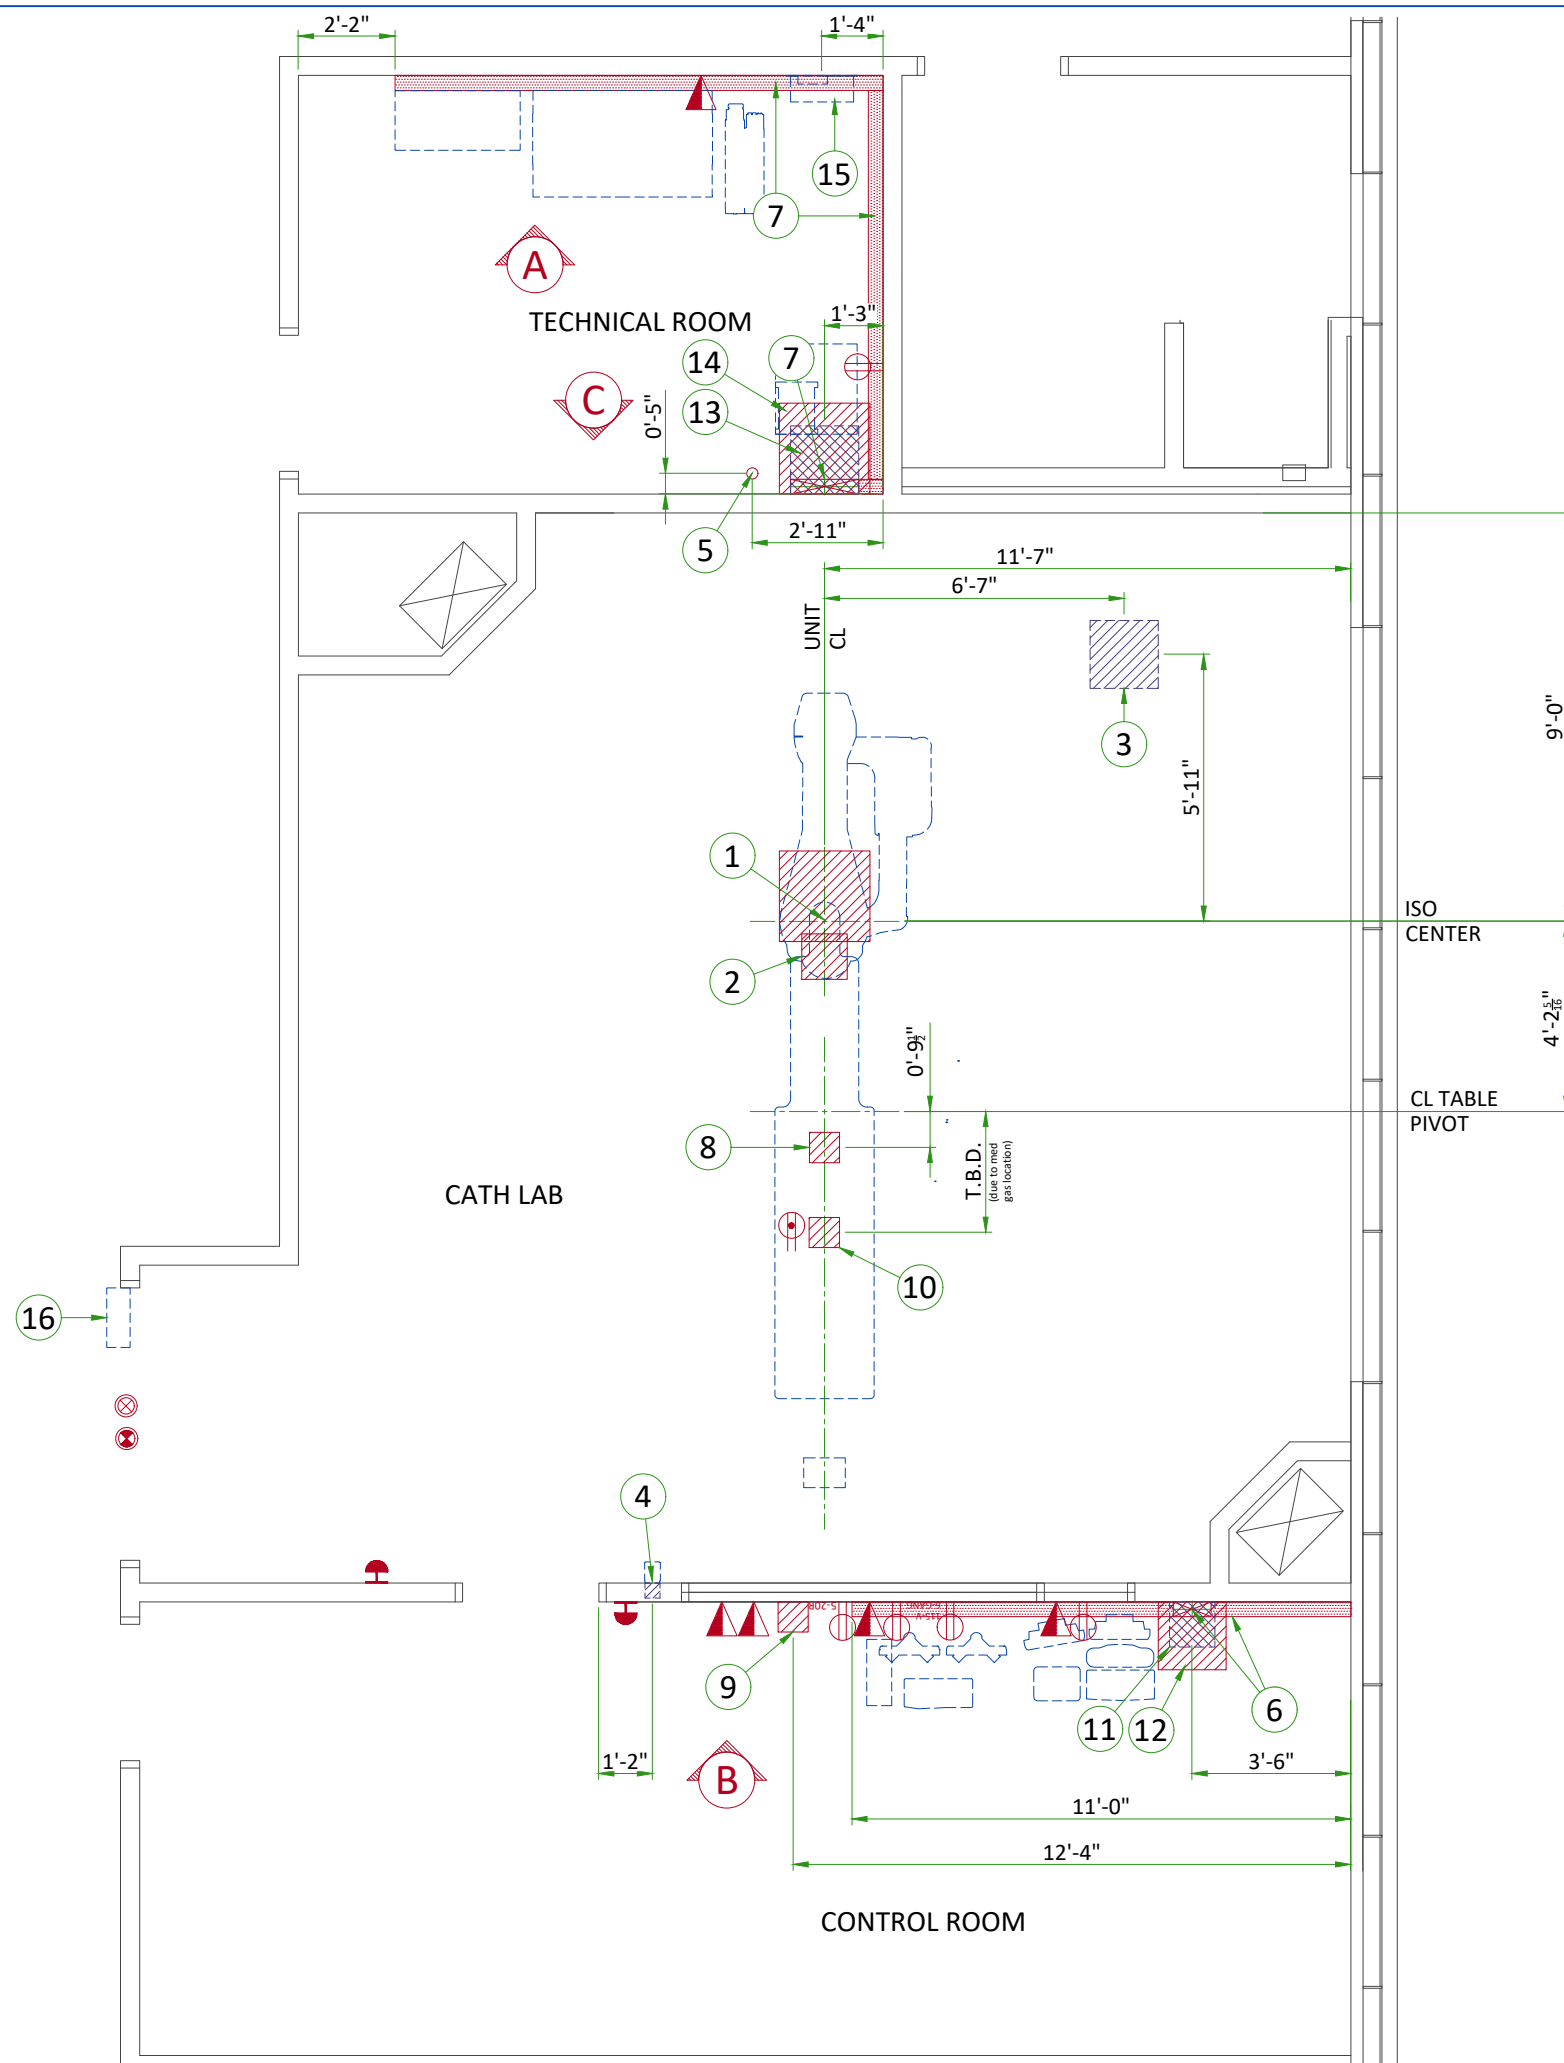 2'-2"
1'-4"
15
7
A
TECHNICAL ROOM
1'-3"
14
7
C
0'-5"
13
5
2'-11"
11'-7"
6'-7"
UNIT
CL
3
9'-0"
5'-11"
1
ISO
CENTER
2
4'-2 5/16"
0'-9 1/2"
CL TABLE
PIVOT
8
T.B.D.
(due to med
gas location)
CATH LAB
10
16
4
5-20R
115-V
9
11
12
6
1'-2"
B
3'-6"
11'-0"
12'-4"
CONTROL ROOM